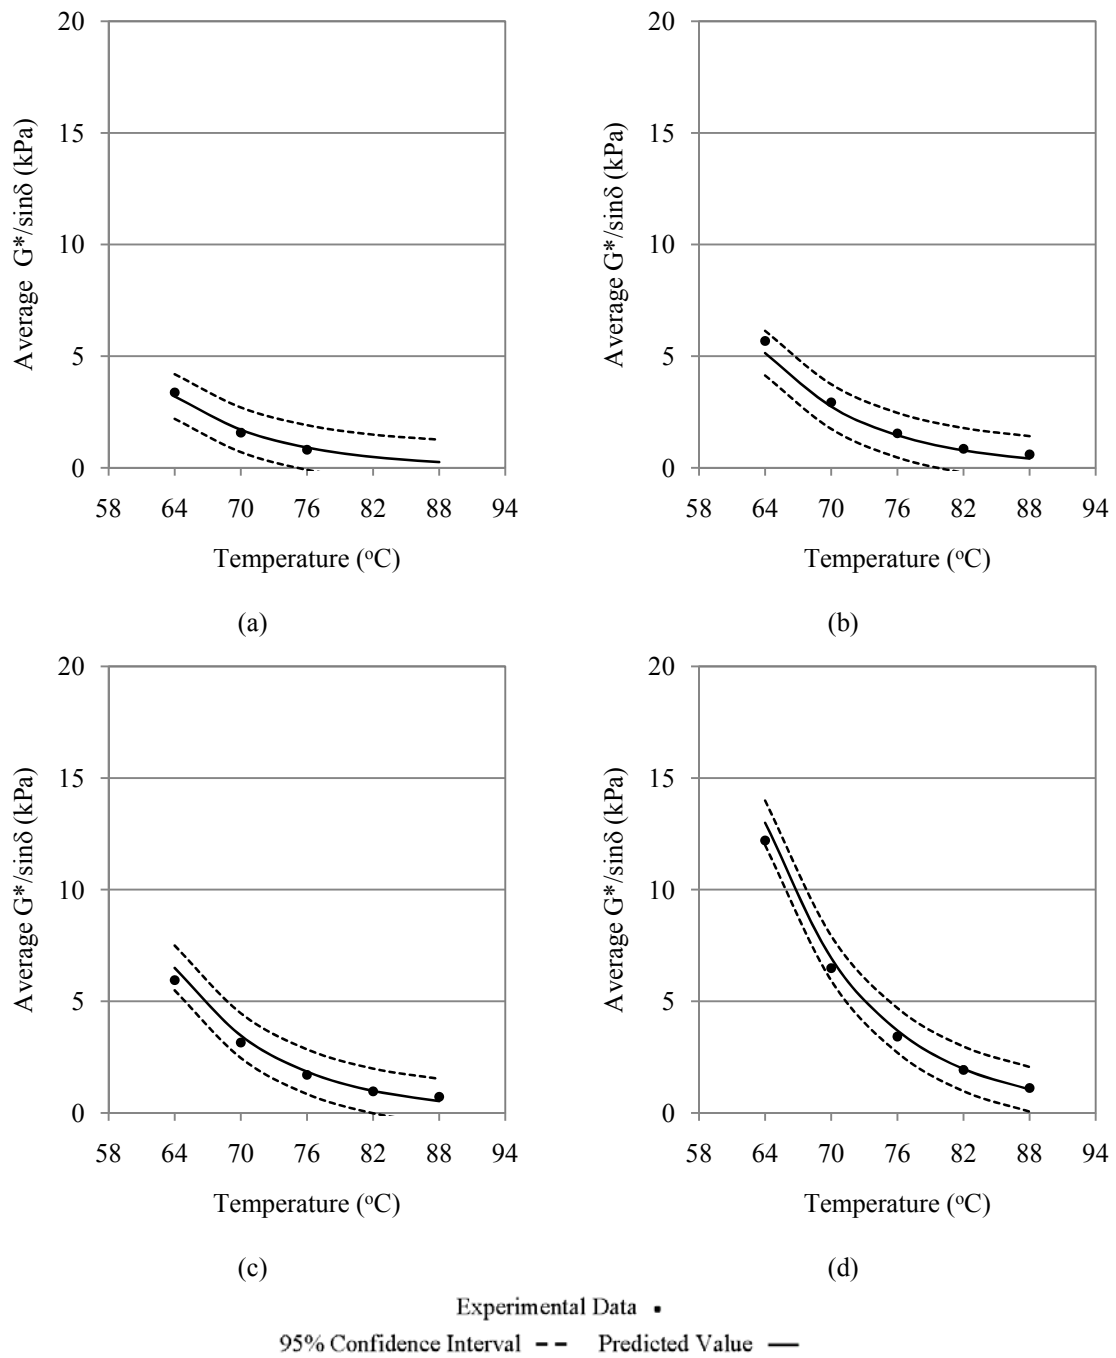 20
15
10
5
0
58 64 70 76 82 88 94
Average G*/sinδ (kPa)
Temperature (ºC)
(a)
20
15
10
5
0
58 64 70 76 82 88 94
Average G*/sinδ (kPa)
Temperature (ºC)
(b)
20
15
10
5
0
58 64 70 76 82 88 94
Average G*/sinδ (kPa)
Temperature (ºC)
(c)
20
15
10
5
0
58 64 70 76 82 88 94
Average G*/sinδ (kPa)
Temperature (ºC)
(d)
Experimental Data
95% Confidence Interval Predicted Value